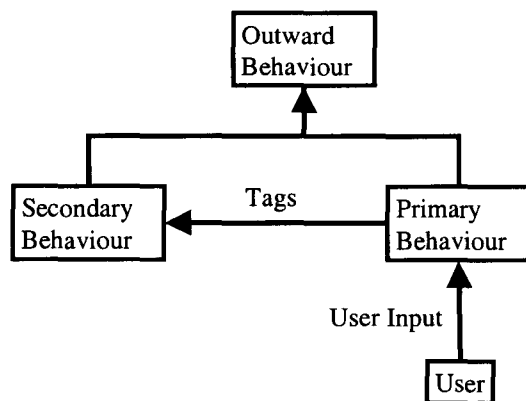 Outward
Behaviour
Tags
Secondary
Behaviour
Primary
Behaviour
User Input
User